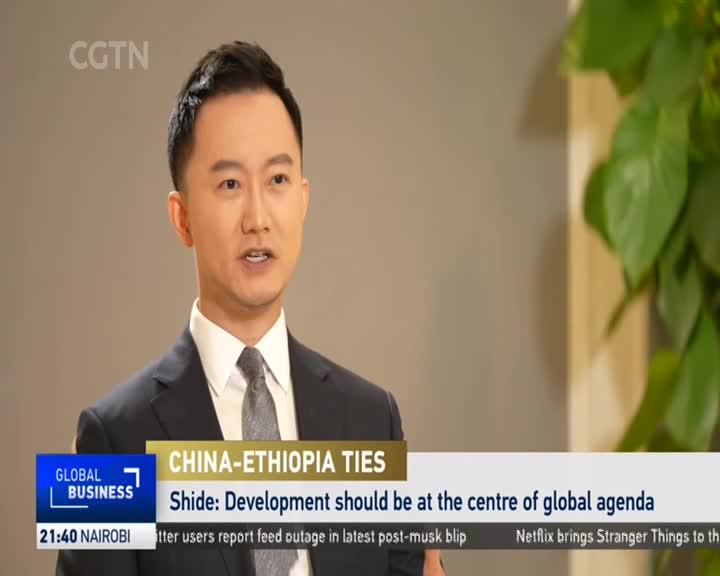 CGTN
CHINA-ETHIOPIA TIES
GLOBAL
BUSINESS
Shide: Development should be at the centre of global agenda
21:40 NAIROBI
itter users report feed outage in latest post-musk blip
Netflix brings Stranger Things to th